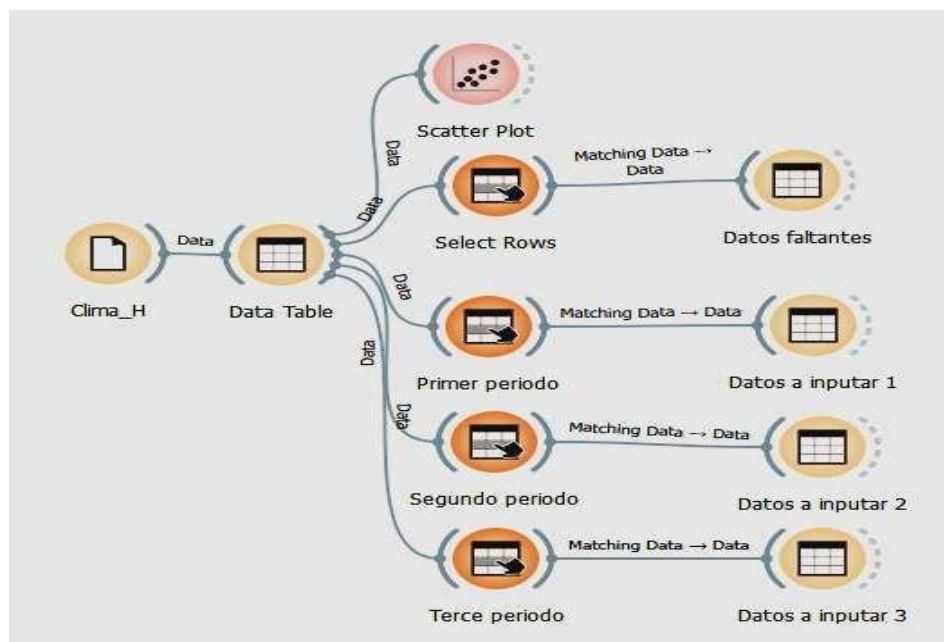 Scatter Plot
Data
Matching Data →
Data
Data
Select Rows
Datos faltantes
Data
Clima_H
Data Table
Data
Matching Data → Data
Primer periodo
Datos a inputar 1
Data
Data
Matching Data → Data
Segundo periodo
Datos a inputar 2
Matching Data → Data
Terce periodo
Datos a inputar 3